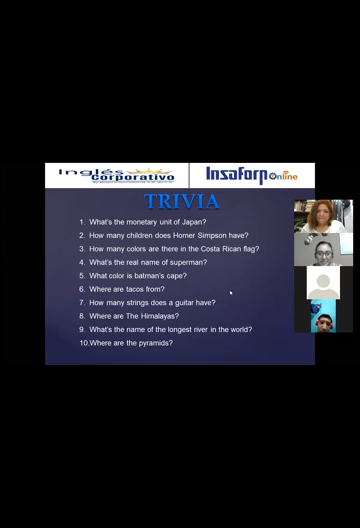 Inglés
Corporativo
Insaforp Online
TRIVIA
1. What's the monetary unit of Japan?
2. How many children does Homer Simpson have?
3. How many colors are there in the Costa Rican flag?
4. What's the real name of superman?
5. What color is batman's cape?
6. Where are tacos from?
7. How many strings does a guitar have?
8. Where are The Himalayas?
9. What's the name of the longest river in the world?
10.Where are the pyramids?